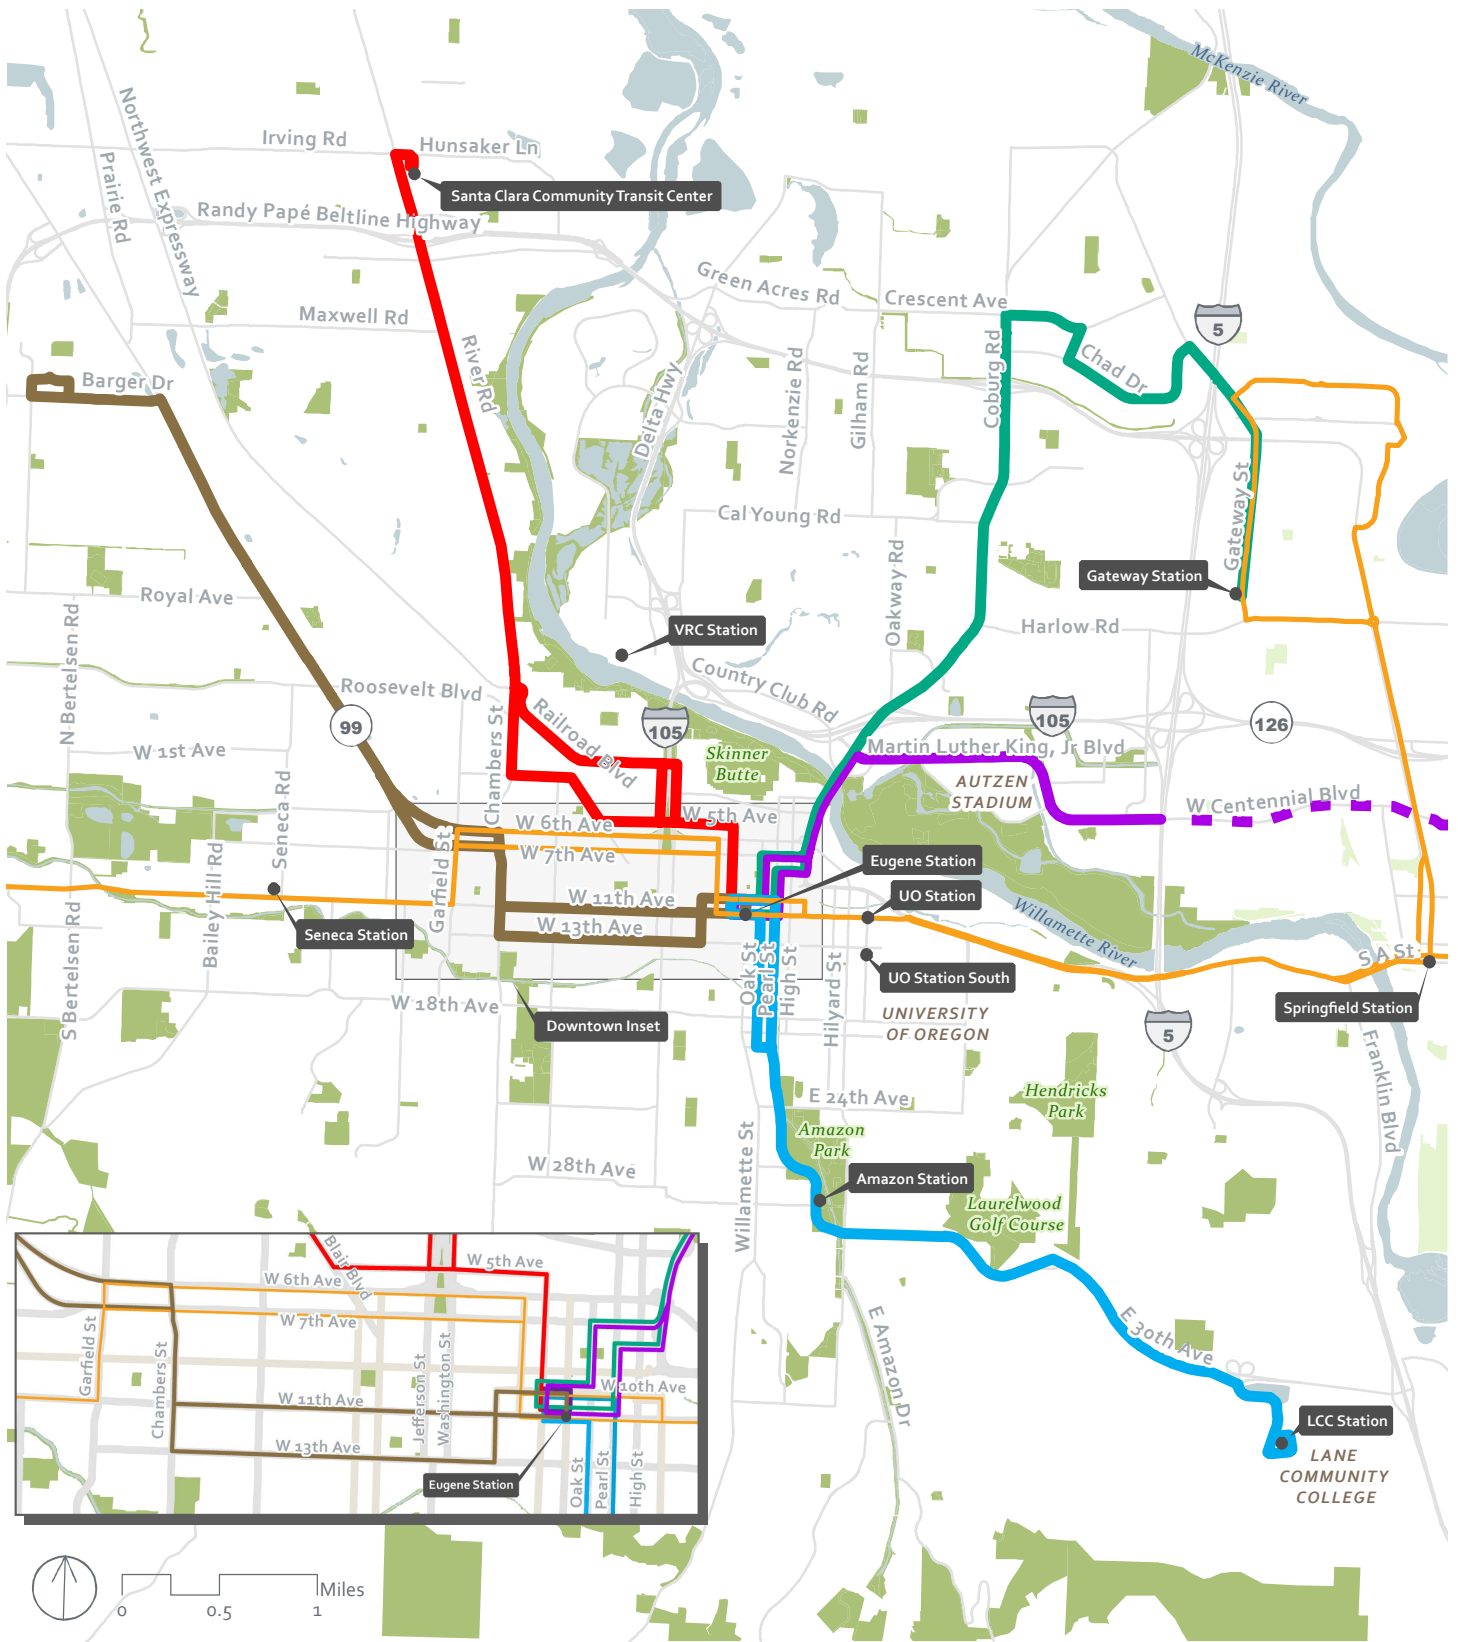 McKenzie River
Northwest Expressway
Irving Rd
Hunsaker Ln
Prairie Rd
Santa Clara Community Transit Center
Randy Papé Beltline Highway
Green Acres Rd
Crescent Ave
Maxwell Rd
5
River Rd
Coburg Rd
Chad Dr
Barger Dr
Delta Hwy
Norkenzie Rd
Gilham Rd
Gateway St
Cal Young Rd
Oakway Rd
Gateway Station
Royal Ave
N Bertelsen Rd
VRC Station
Harlow Rd
Roosevelt Blvd
Country Club Rd
99
Chambers St
Railroad Blvd
105
105
126
W 1st Ave
Skinner
Butte
Martin Luther King, Jr Blvd
AUTZEN
STADIUM
Seneca Rd
W Centennial Blvd
W 5th Ave
W 6th Ave
W 7th Ave
Garfield St
Bailey Hill Rd
Eugene Station
W 11th Ave
UO Station
S Bertelsen Rd
Seneca Station
W 13th Ave
Willamette River
Oak St
Pearl St
High St
Hilyard St
S A St
UO Station South
W 18th Ave
Springfield Station
UNIVERSITY
OF OREGON
Downtown Inset
5
Franklin Blvd
E 24th Ave
Hendricks
Park
Amazon
Park
Willamette St
W 28th Ave
Amazon Station
Laurelwood
Golf Course
E Amazon Dr
E 30th Ave
LCC Station
LANE
COMMUNITY
COLLEGE
Blair Blvd
W 5th Ave
W 6th Ave
W 7th Ave
Garfield St
Chambers St
Jefferson St
Washington St
W 10th Ave
W 11th Ave
W 13th Ave
Eugene Station
Oak St
Pearl St
High St
Miles
0
0.5
1